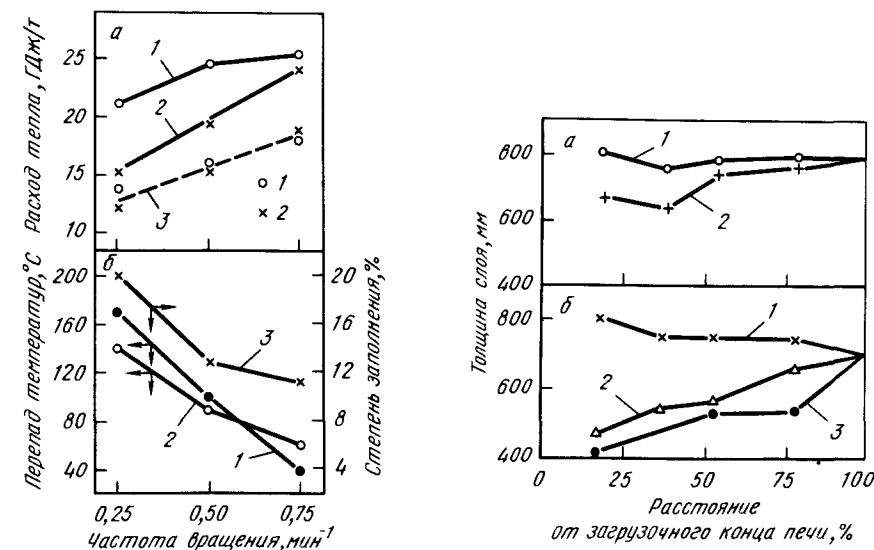 Расход тепла, ГДж/т
25
20
15
10
а
1
2
3
○ 1
× 2
Перепад температур, °С
200
160
120
80
40
б
3
2
1
20
16
12
8
4
Степень заполнения, %
0,25 0,50 0,75
Частота вращения, мин⁻¹
Толщина слоя, мм
800
600
400
а
1
2
800
600
400
б
1
2
3
0 25 50 75 100
Расстояние
от загрузочного конца печи, %